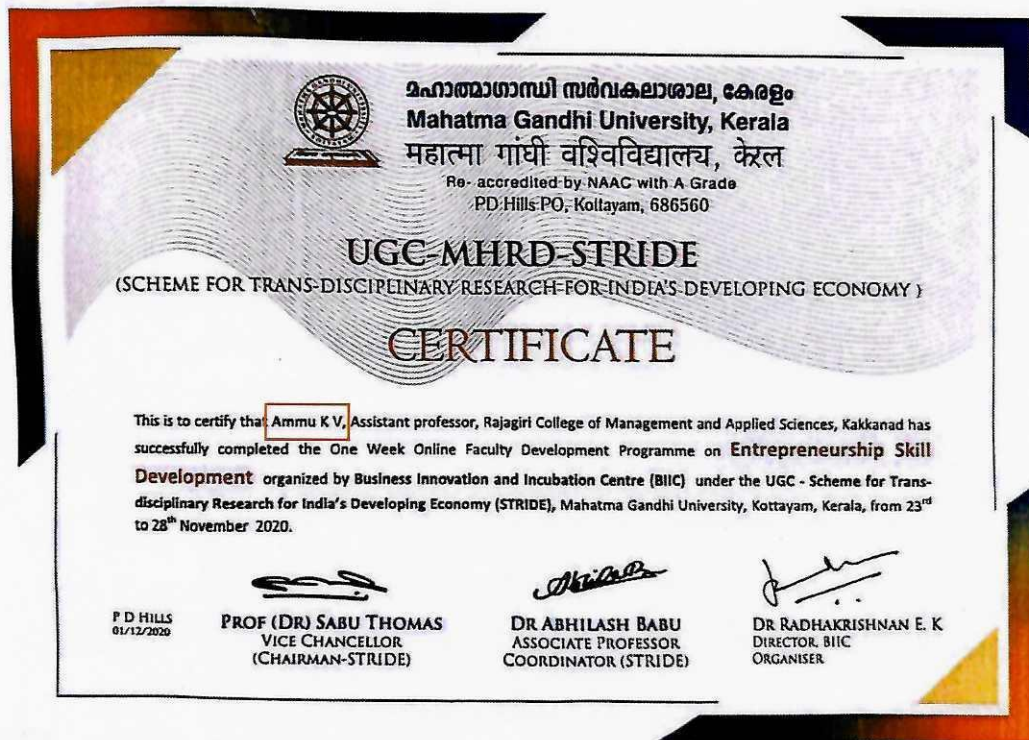 മഹാത്മാഗാന്ധി സർവകലാശാല, കേരളം
Mahatma Gandhi University, Kerala
महात्मा गांधी विश्वविद्यालय, केरल
Re- accredited by NAAC with A Grade
PD Hills PO, Kottayam, 686560
UGC-MHRD-STRIDE
(SCHEME FOR TRANS-DISCIPLINARY RESEARCH FOR INDIA'S DEVELOPING ECONOMY )
CERTIFICATE
This is to certify that Ammu K V, Assistant professor, Rajagiri College of Management and Applied Sciences, Kakkanad has
successfully completed the One Week Online Faculty Development Programme on Entrepreneurship Skill
Development organized by Business Innovation and Incubation Centre (BIIC) under the UGC - Scheme for Trans-
disciplinary Research for India's Developing Economy (STRIDE), Mahatma Gandhi University, Kottayam, Kerala, from 23rd
to 28th November 2020.
P D HILLS
01/12/2020
PROF (DR) SABU THOMAS
VICE CHANCELLOR
(CHAIRMAN-STRIDE)
DR ABHILASH BABU
ASSOCIATE PROFESSOR
COORDINATOR (STRIDE)
DR RADHAKRISHNAN E. K
DIRECTOR, BIIC
ORGANISER